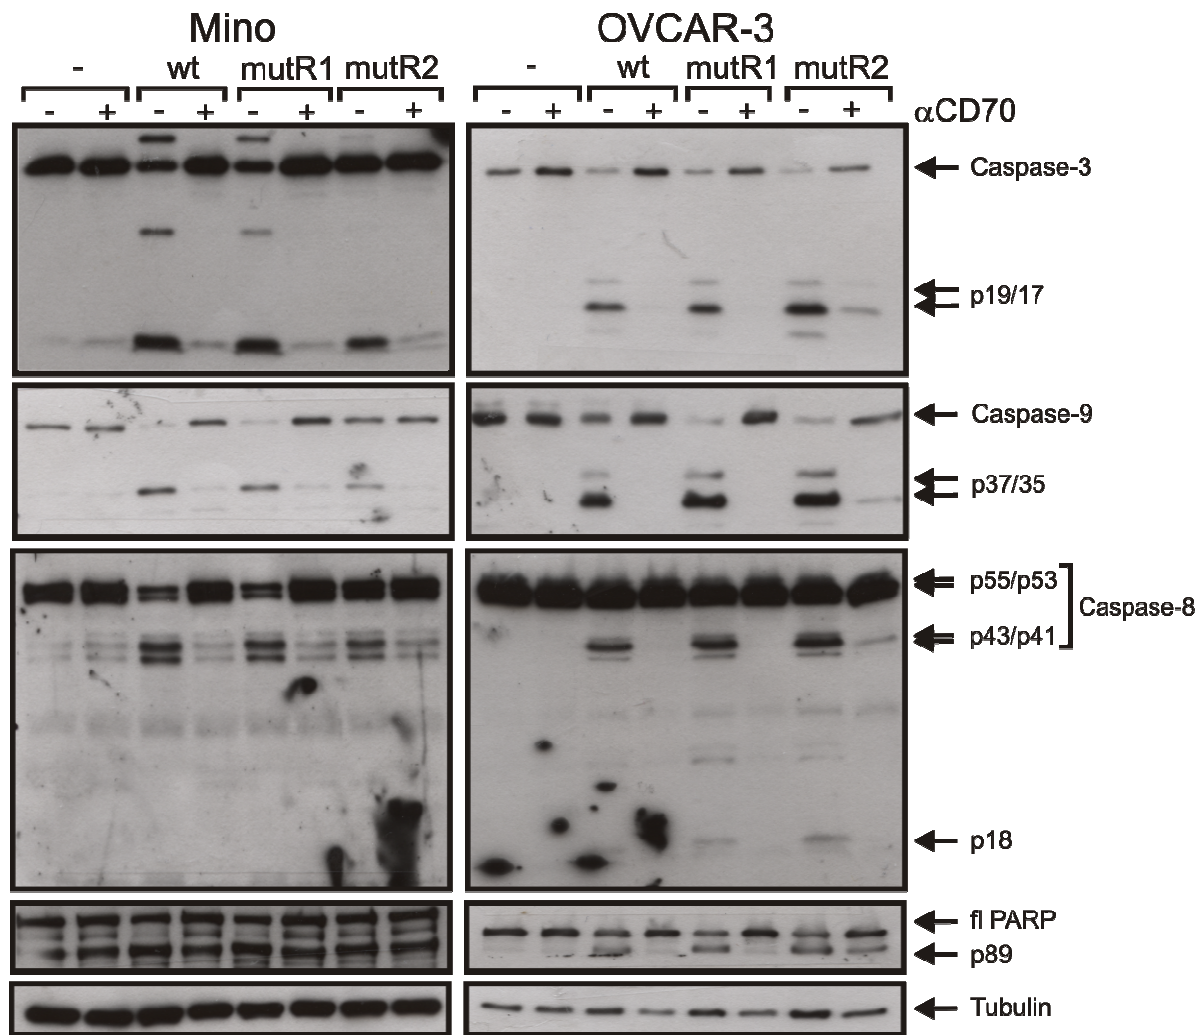 Mino OVCAR-3
- wt mutR1 mutR2 - wt mutR1 mutR2
- + - + - + - + - + - + - + - + αCD70
Caspase-3
p19/17
Caspase-9
p37/35
p55/p53
Caspase-8
p43/p41
p18
fl PARP
p89
Tubulin